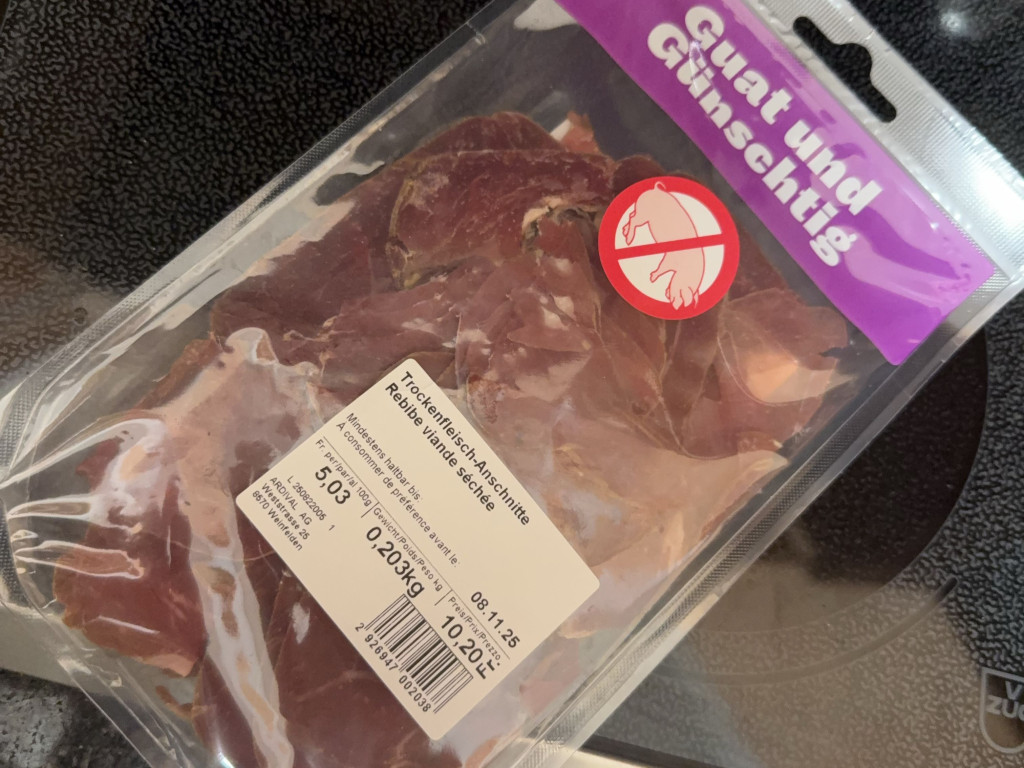 Guat und
Günschtig
Trockenfleisch-Anschnitte
Rebibe viande séchée
Mindestens haltbar bis:
A consommer de préférence avant le:
08.11.25
Fr. per/par/al 100g
Gewicht/Poids/Peso kg
Preis/Prix/Prezzo
5,03
0,203kg
10,20
L 250822005 1
ARDIVAL AG
Weststrasse 26
8570 Weinfelden
2 926947 002038